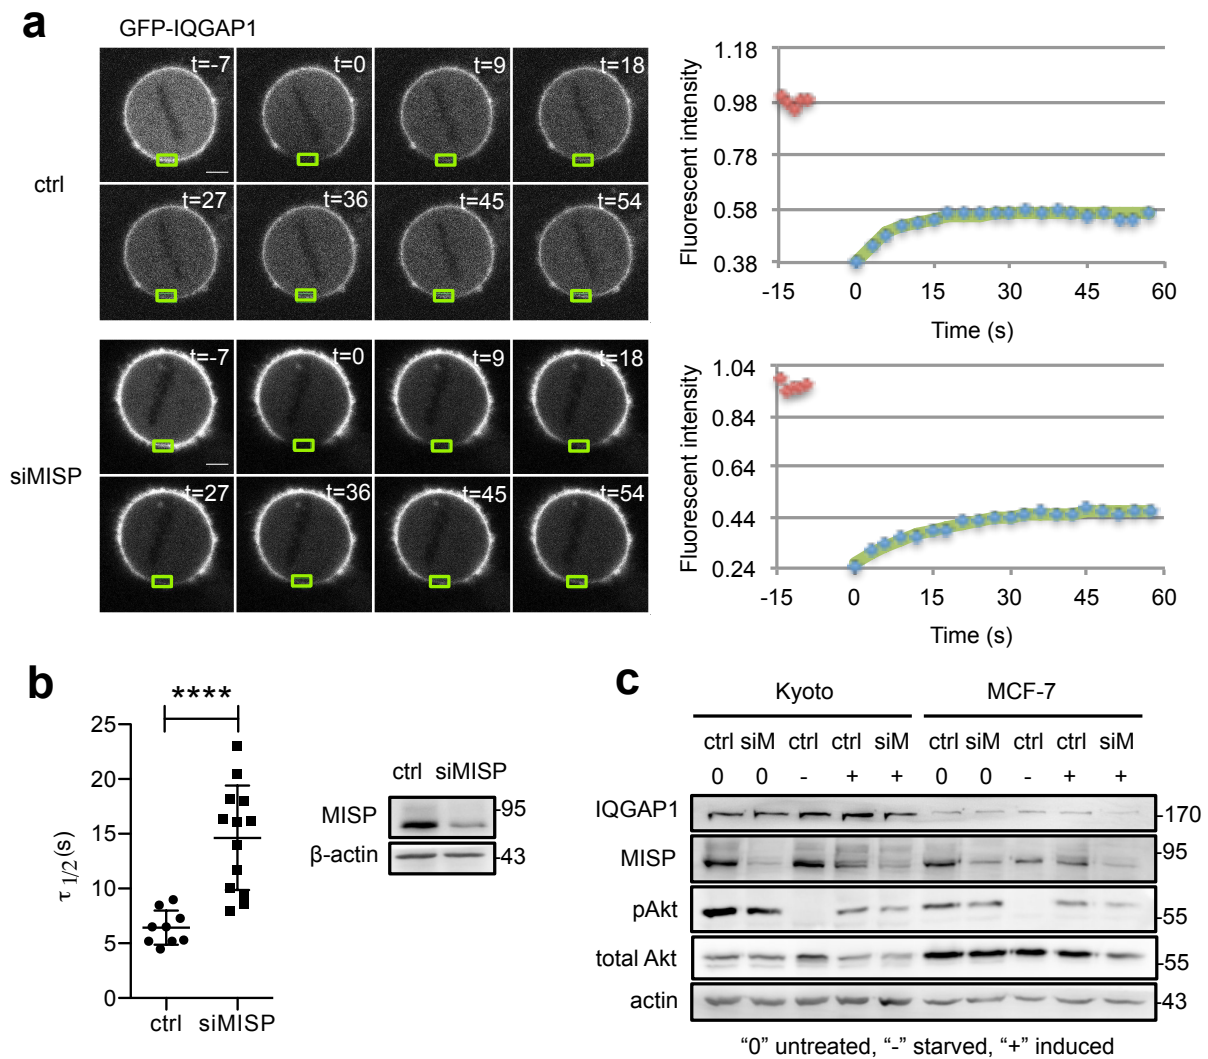 a
GFP-IQGAP1
ctrl
t=-7 t=0 t=9 t=18
t=27 t=36 t=45 t=54
siMISP
t=-7 t=0 t=9 t=18
t=27 t=36 t=45 t=54
Fluorescent intensity
1.18
0.98
0.78
0.58
0.38
-15 0 15 30 45 60
Time (s)
Fluorescent intensity
1.04
0.84
0.64
0.44
0.24
-15 0 15 30 45 60
Time (s)
b
****
τ 1/2 (s)
25
20
15
10
5
0
ctrl siMISP
ctrl siMISP
MISP -95
β-actin -43
c
Kyoto MCF-7
ctrl siM ctrl ctrl siM ctrl siM ctrl ctrl siM
0 0 - + + 0 0 - + +
IQGAP1 -170
MISP -95
pAkt -55
total Akt -55
actin -43
“0” untreated, “-” starved, “+” induced